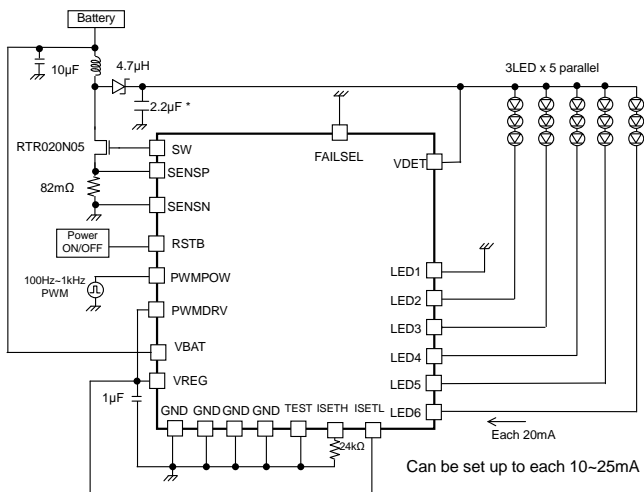 Battery
10μF
4.7μH
2.2μF *
3LED x 5 parallel
RTR020N05
82mΩ
Power
ON/OFF
100Hz~1kHz
PWM
SW
SENSP
SENSN
RSTB
PWMPOW
PWMDRV
VBAT
VREG
1μF
FAILSEL
VDET
LED1
LED2
LED3
LED4
LED5
LED6
GND
GND
GND
GND
TEST
ISETH
ISETL
24kΩ
Each 20mA
Can be set up to each 10~25mA